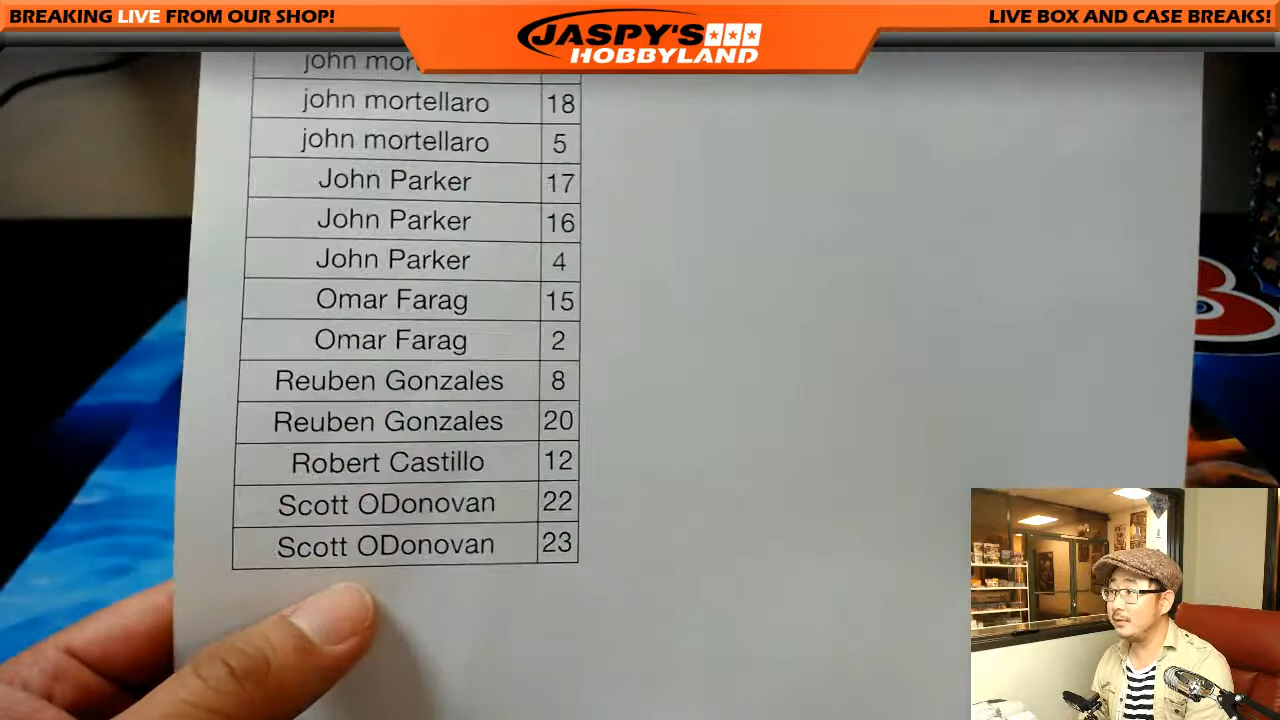 BREAKING LIVE FROM OUR SHOP!
JASPY'S
HOBBYLAND
LIVE BOX AND CASE BREAKS!
john
john mortellaro 18
john mortellaro 5
John Parker 17
John Parker 16
John Parker 4
Omar Farag 15
Omar Farag 2
Reuben Gonzales 8
Reuben Gonzales 20
Robert Castillo 12
Scott ODonovan 22
Scott ODonovan 23